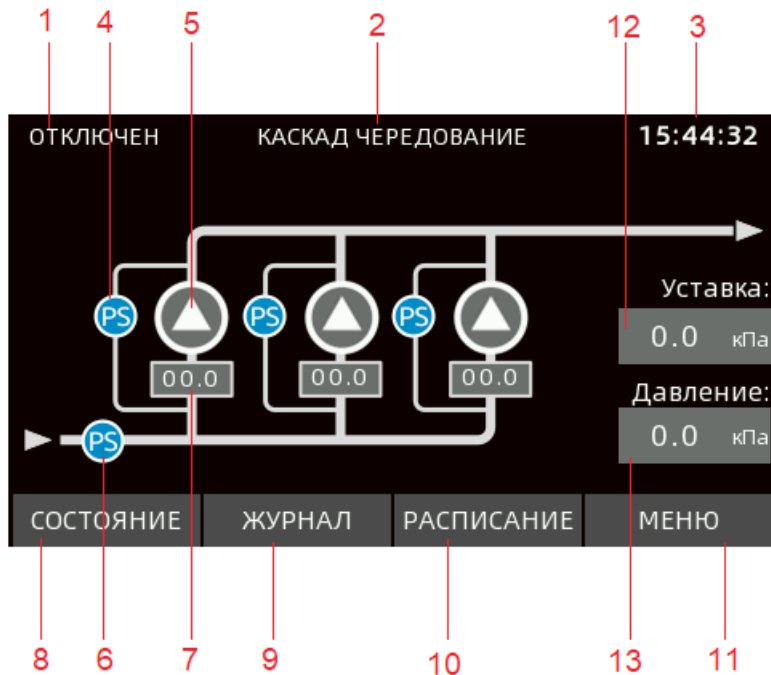 1 4 5 2 12 3
ОТКЛЮЧЕН КАСКАД ЧЕРЕДОВАНИЕ 15:44:32
Уставка:
PS PS PS
0.0 кПа
00.0 00.0 00.0
Давление:
PS
0.0 кПа
СОСТОЯНИЕ ЖУРНАЛ РАСПИСАНИЕ МЕНЮ
8 6 7 9 10 13 11